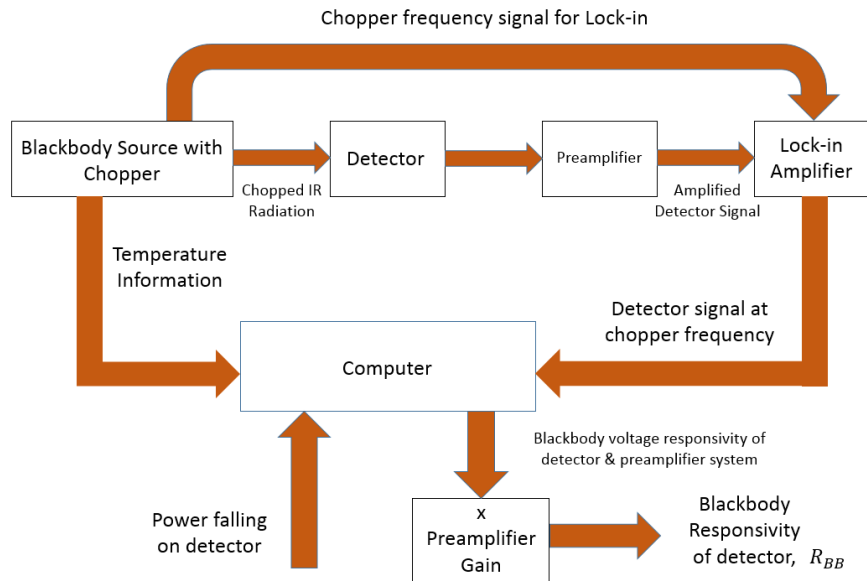 Chopper frequency signal for Lock-in
Blackbody Source with
Chopper
Chopped IR
Radiation
Detector
Preamplifier
Amplified
Detector Signal
Lock-in
Amplifier
Temperature
Information
Detector signal at
chopper frequency
Computer
Blackbody voltage responsivity of
detector & preamplifier system
Power falling
on detector
x
Preamplifier
Gain
Blackbody
Responsivity
of detector, R_{BB}